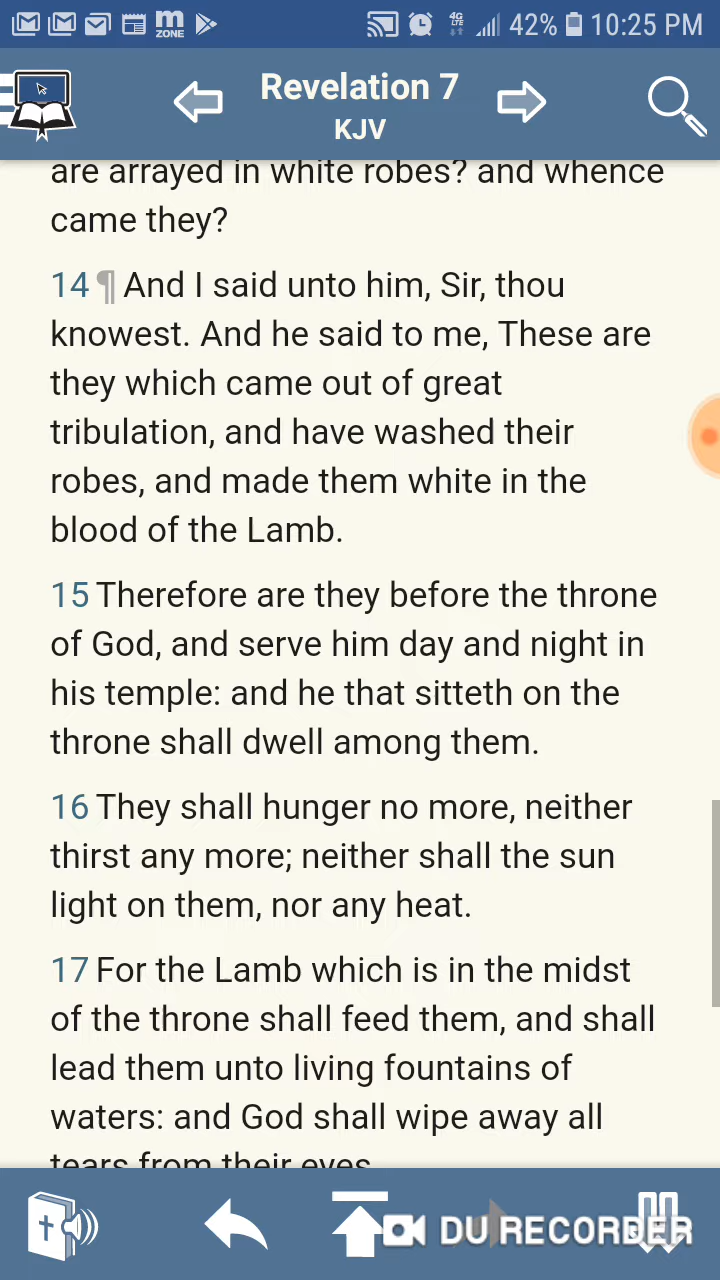 m
ZONE
4G
LTE
42%
10:25 PM
Revelation 7
KJV
are arrayed in white robes? and whence
came they?
14 ¶ And I said unto him, Sir, thou
knowest. And he said to me, These are
they which came out of great
tribulation, and have washed their
robes, and made them white in the
blood of the Lamb.
15 Therefore are they before the throne
of God, and serve him day and night in
his temple: and he that sitteth on the
throne shall dwell among them.
16 They shall hunger no more, neither
thirst any more; neither shall the sun
light on them, nor any heat.
17 For the Lamb which is in the midst
of the throne shall feed them, and shall
lead them unto living fountains of
waters: and God shall wipe away all
tears from their eyes
DU RECORDER